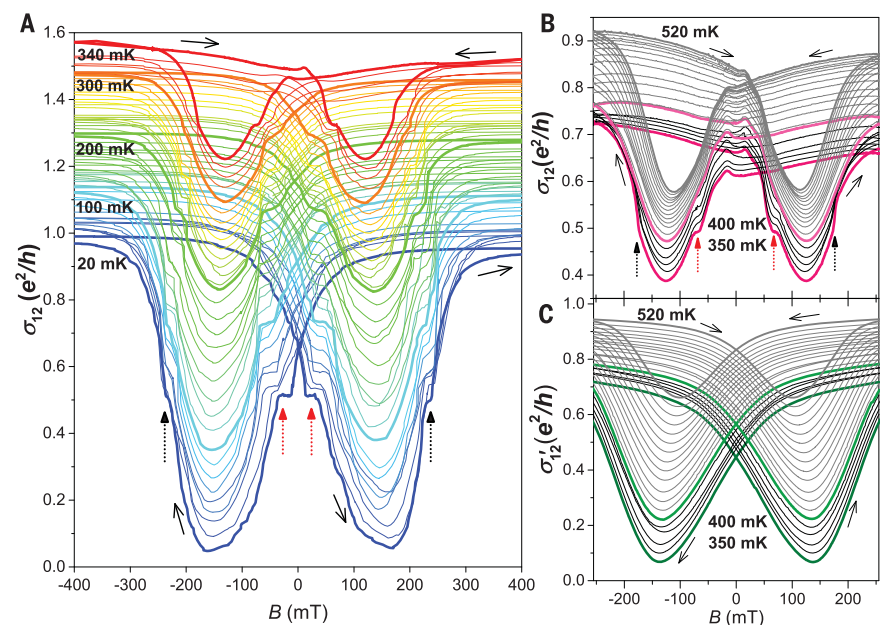 A
σ12 (e²/h)
1.6
1.4
1.2
1.0
0.8
0.6
0.4
0.2
0.0
340 mK
300 mK
200 mK
100 mK
20 mK
-400 -300 -200 -100 0 100 200 300 400
B (mT)
B
σ12(e²/h)
0.9
0.8
0.7
0.6
0.5
0.4
520 mK
400 mK
350 mK
C
σ'12(e²/h)
1.0
0.8
0.6
0.4
0.2
0.0
520 mK
400 mK
350 mK
-200 -100 0 100 200
B (mT)